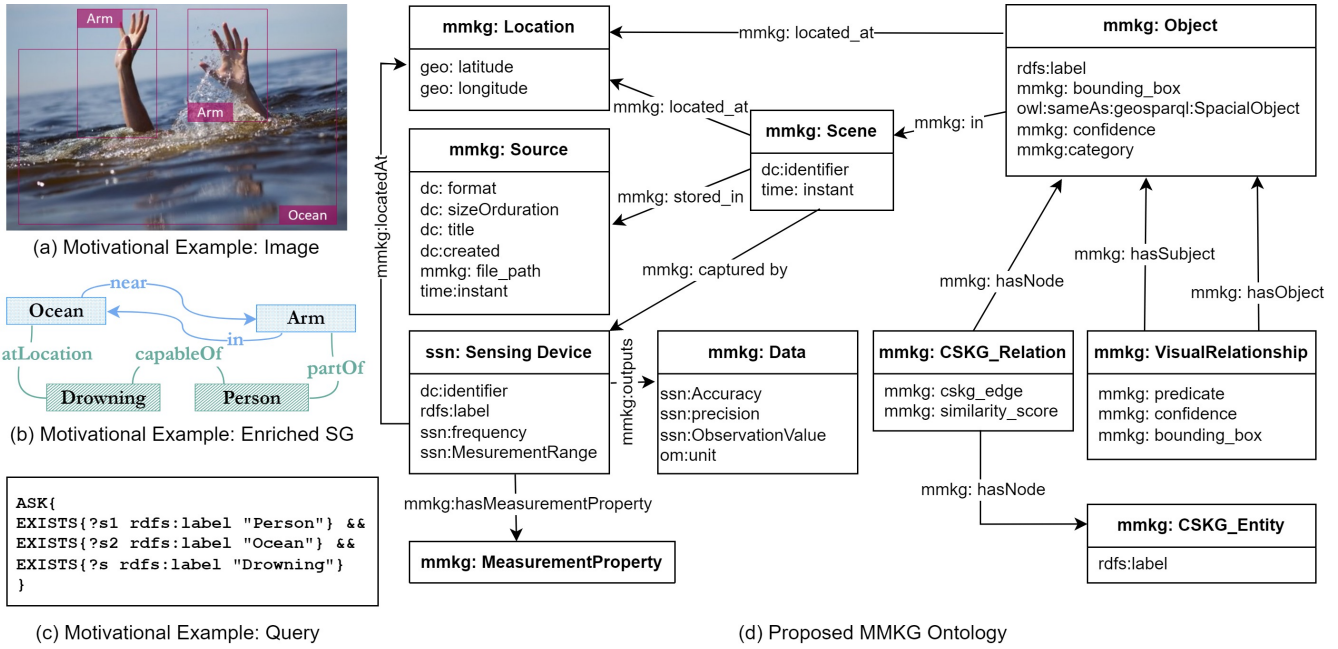 Arm
Arm
Ocean
(a) Motivational Example: Image
near
Ocean
Arm
in
atLocation
capableOf
partOf
Drowning
Person
(b) Motivational Example: Enriched SG
ASK{
EXISTS{?s1 rdfs:label "Person"} &&
EXISTS{?s2 rdfs:label "Ocean"} &&
EXISTS{?s rdfs:label "Drowning"}
}
(c) Motivational Example: Query
mmkg: Location
geo: latitude
geo: longitude
mmkg: located_at
mmkg: Object
rdfs:label
mmkg: bounding_box
owl:sameAs:geosparql:SpacialObject
mmkg: confidence
mmkg:category
mmkg: located_at
mmkg: in
mmkg: Scene
dc:identifier
time: instant
mmkg: Source
dc: format
dc: sizeOrduration
dc: title
dc:created
mmkg: file_path
time:instant
mmkg: stored_in
mmkg:locatedAt
mmkg: captured by
mmkg: hasNode
mmkg: hasSubject
mmkg: hasObject
ssn: Sensing Device
dc:identifier
rdfs:label
ssn:frequency
ssn:MesurementRange
mmkg:outputs
mmkg: Data
ssn:Accuracy
ssn:precision
ssn:ObservationValue
om:unit
mmkg: CSKG_Relation
mmkg: cskg_edge
mmkg: similarity_score
mmkg: VisualRelationship
mmkg: predicate
mmkg: confidence
mmkg: bounding_box
mmkg:hasMeasurementProperty
mmkg: MeasurementProperty
mmkg: hasNode
mmkg: CSKG_Entity
rdfs:label
(d) Proposed MMKG Ontology